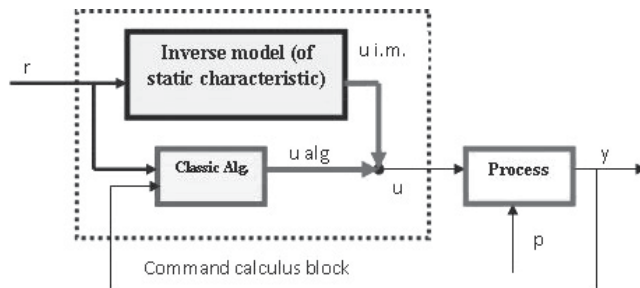 Inverse model (of
static characteristic)
u i.m.
r
Classic Alg.
u alg
u
Process
y
p
Command calculus block